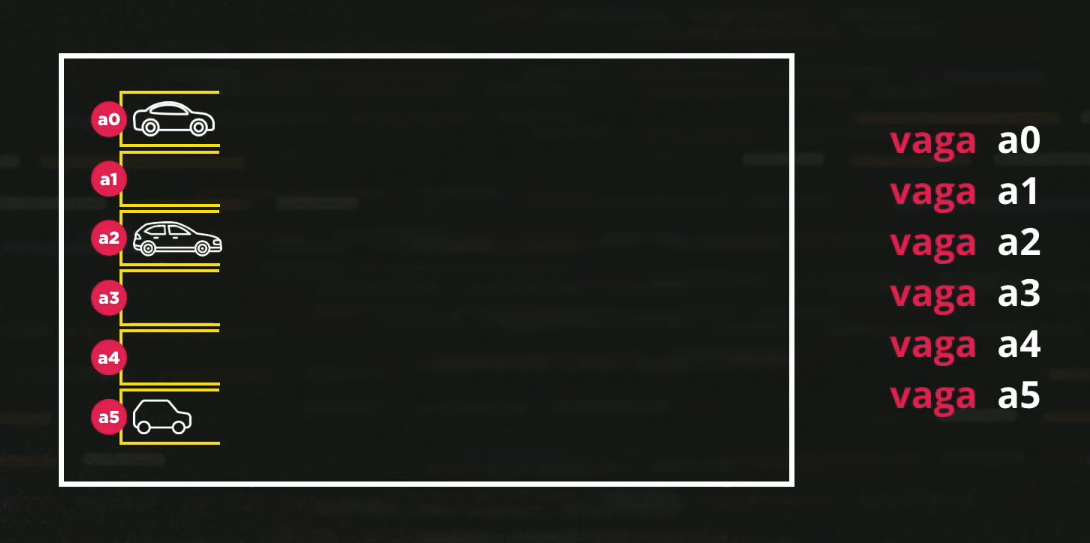 a0
a1
a2
a3
a4
a5
vaga a0
vaga a1
vaga a2
vaga a3
vaga a4
vaga a5